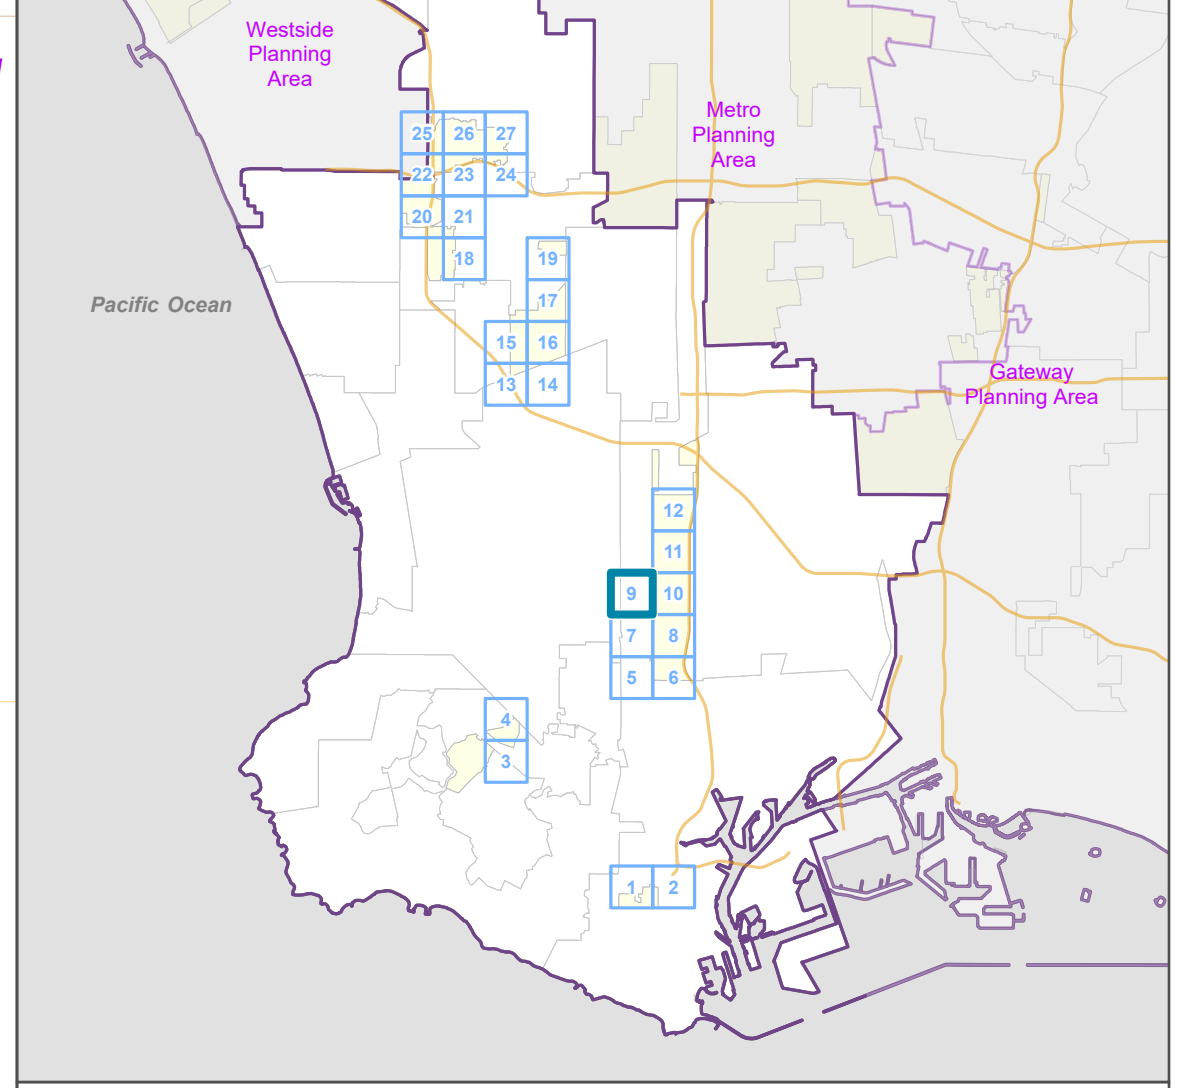 Westside
Planning
Area
Metro
Planning
Area
25 26 27
22 23 24
20 21
18 19
Pacific Ocean
17
15 16
Gateway
Planning Area
13 14
12
11
9 10
7 8
5 6
4
3
1 2